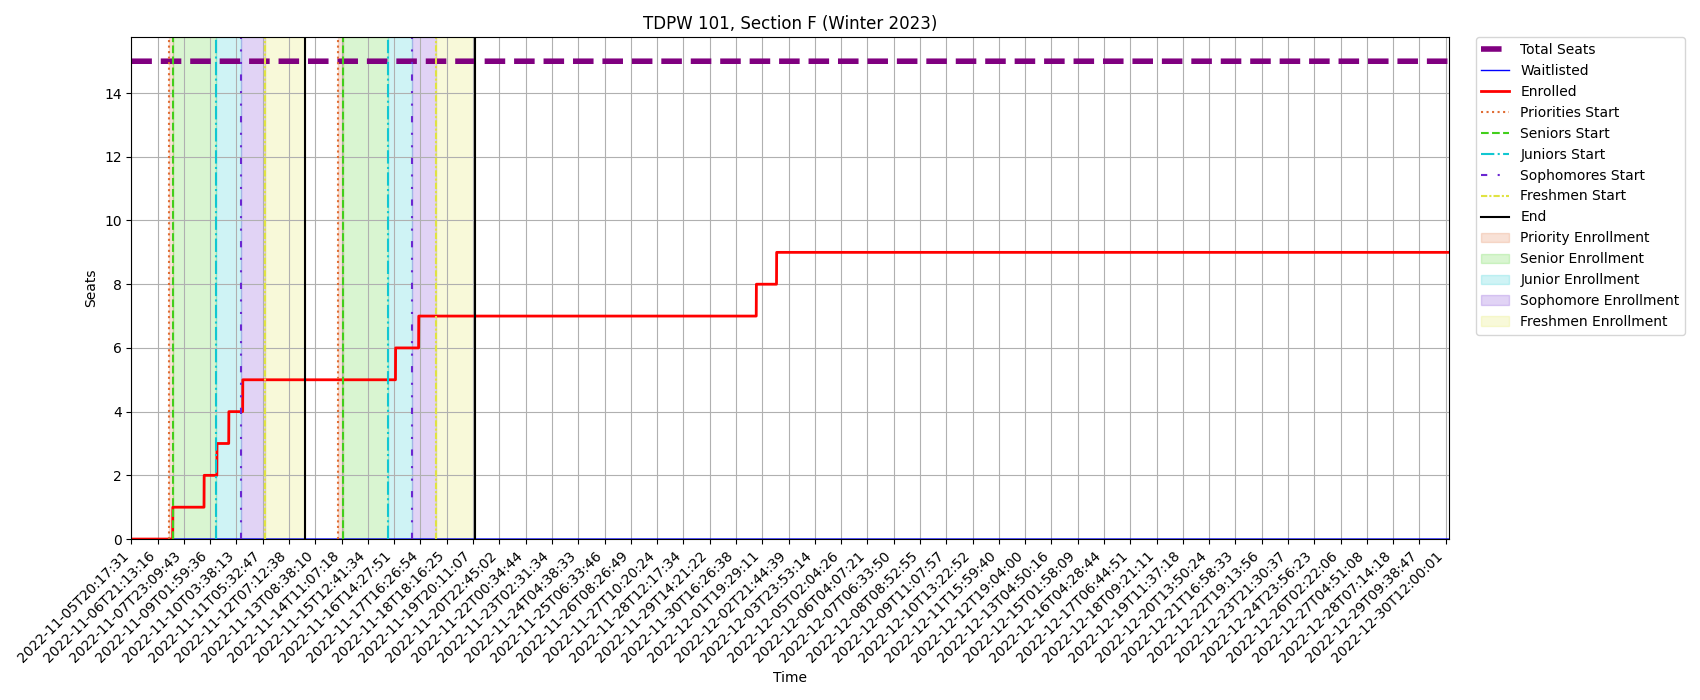 TDPW 101, Section F (Winter 2023)
Total Seats
Waitlisted
Enrolled
Priorities Start
Seniors Start
Juniors Start
Sophomores Start
Freshmen Start
End
Priority Enrollment
Senior Enrollment
Junior Enrollment
Sophomore Enrollment
Freshmen Enrollment
Seats
14
12
10
8
6
4
2
0
2022-11-05T20:17:31
2022-11-06T21:13:16
2022-11-07T23:09:43
2022-11-09T01:59:36
2022-11-10T03:38:13
2022-11-11T05:32:47
2022-11-12T07:12:38
2022-11-13T08:38:10
2022-11-14T11:07:18
2022-11-15T12:41:34
2022-11-16T14:27:51
2022-11-17T16:26:54
2022-11-18T18:16:25
2022-11-19T20:11:07
2022-11-20T22:45:02
2022-11-22T00:34:44
2022-11-23T02:31:34
2022-11-24T04:38:33
2022-11-25T06:33:46
2022-11-26T08:26:49
2022-11-27T10:20:24
2022-11-28T12:17:34
2022-11-29T14:21:22
2022-11-30T16:26:38
2022-12-01T19:29:11
2022-12-02T21:44:39
2022-12-03T23:53:14
2022-12-05T02:04:26
2022-12-06T04:07:21
2022-12-07T06:33:50
2022-12-08T08:52:55
2022-12-09T11:07:57
2022-12-10T13:22:52
2022-12-11T15:59:40
2022-12-12T19:04:00
2022-12-13T04:50:16
2022-12-15T01:58:09
2022-12-16T04:28:44
2022-12-17T06:44:51
2022-12-18T09:21:11
2022-12-19T11:37:18
2022-12-20T13:50:24
2022-12-21T16:58:33
2022-12-22T19:13:56
2022-12-23T21:30:37
2022-12-24T23:56:23
2022-12-26T02:22:06
2022-12-27T04:51:08
2022-12-28T07:14:18
2022-12-29T09:38:47
2022-12-30T12:00:01
Time